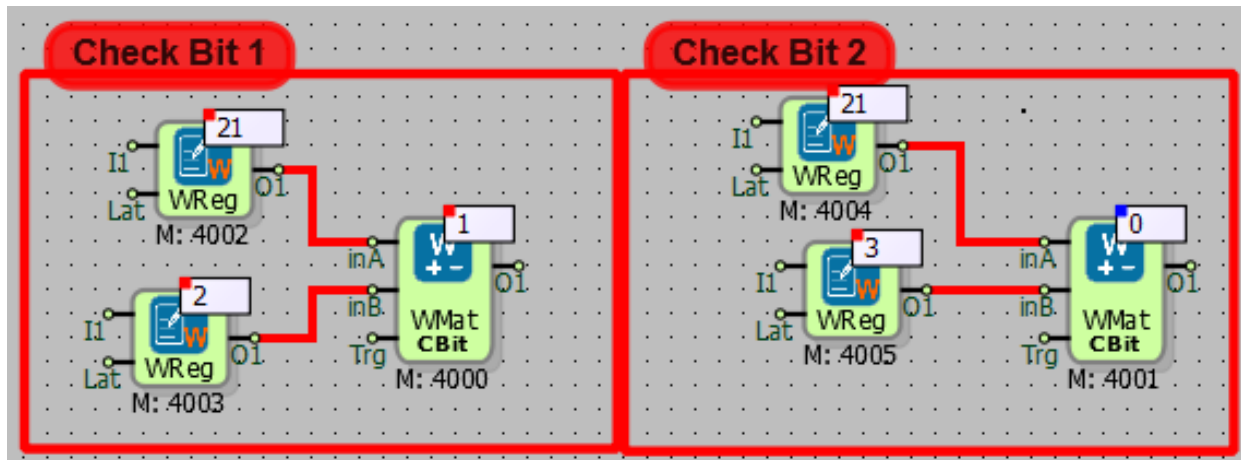 Check Bit 1
21
I1
O1
Lat
WReg
M: 4002
1
inA
O1
2
inB
I1
WMat
CBit
O1
Trg
Lat
WReg
M: 4000
M: 4003
Check Bit 2
21
I1
O1
Lat
WReg
M: 4004
0
3
inA
I1
O1
inB
O1
Lat
WReg
WMat
CBit
Trg
M: 4005
M: 4001